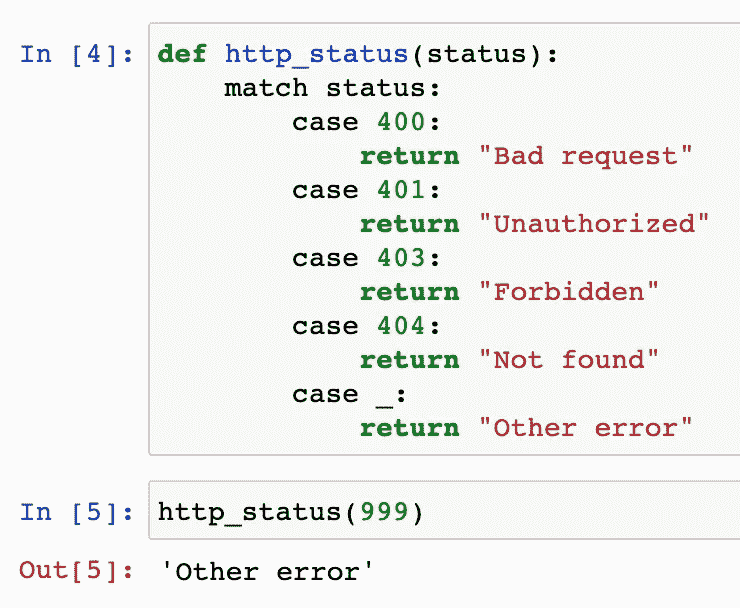 In [4]: def http_status(status):
    match status:
        case 400:
            return "Bad request"
        case 401:
            return "Unauthorized"
        case 403:
            return "Forbidden"
        case 404:
            return "Not found"
        case _:
            return "Other error"
In [5]: http_status(999)
Out[5]: 'Other error'